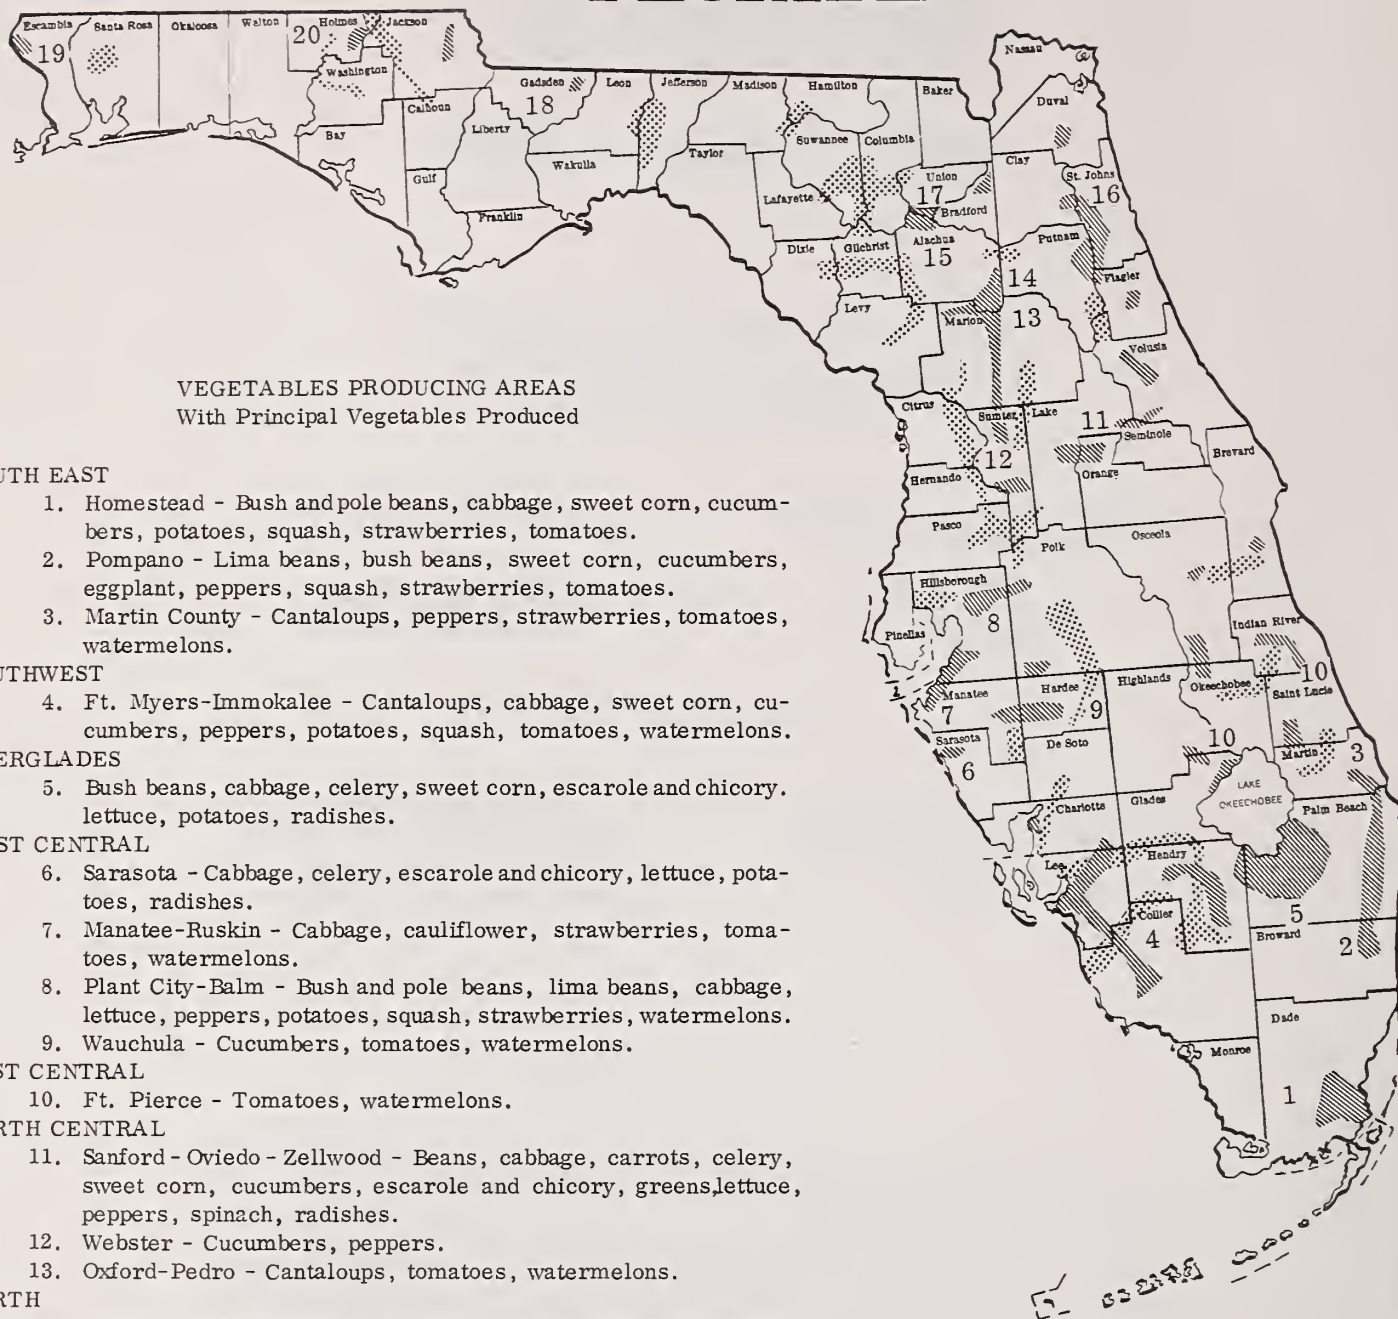 VEGETABLES PRODUCING AREAS
With Principal Vegetables Produced
UTH EAST
1. Homestead - Bush and pole beans, cabbage, sweet corn, cucum-
bers, potatoes, squash, strawberries, tomatoes.
2. Pompano - Lima beans, bush beans, sweet corn, cucumbers,
eggplant, peppers, squash, strawberries, tomatoes.
3. Martin County - Cantaloups, peppers, strawberries, tomatoes,
watermelons.
UTHWEST
4. Ft. Myers-Immokalee - Cantaloups, cabbage, sweet corn, cu-
cumbers, peppers, potatoes, squash, tomatoes, watermelons.
ERGLADES
5. Bush beans, cabbage, celery, sweet corn, escarole and chicory.
lettuce, potatoes, radishes.
ST CENTRAL
6. Sarasota - Cabbage, celery, escarole and chicory, lettuce, pota-
toes, radishes.
7. Manatee-Ruskin - Cabbage, cauliflower, strawberries, toma-
toes, watermelons.
8. Plant City-Balm - Bush and pole beans, lima beans, cabbage,
lettuce, peppers, potatoes, squash, strawberries, watermelons.
9. Wauchula - Cucumbers, tomatoes, watermelons.
ST CENTRAL
10. Ft. Pierce - Tomatoes, watermelons.
RTH CENTRAL
11. Sanford - Oviedo - Zellwood - Beans, cabbage, carrots, celery,
sweet corn, cucumbers, escarole and chicory, greens,lettuce,
peppers, spinach, radishes.
12. Webster - Cucumbers, peppers.
13. Oxford-Pedro - Cantaloups, tomatoes, watermelons.
RTH
Escambia
19
Santa Rosa
Okaloosa
Walton
20
Holmes
Jackson
Washington
Bay
Calhoun
Gulf
Liberty
Franklin
Gadsden
18
Leon
Wakulla
Jefferson
Madison
Taylor
Hamilton
Suwannee
Lafayette
Columbia
Baker
Nassau
Duval
Clay
Union
17
Bradford
St. Johns
16
Dixie
Gilchrist
Alachua
15
Putnam
14
Flagler
Levy
Marion
13
Volusia
Citrus
Sumter
Lake
11
Seminole
12
Orange
Brevard
Hernando
Pasco
Polk
Osceola
Hillsborough
8
Pinellas
Indian River
10
Manatee
7
Hardee
9
Highlands
Okeechobee
Saint Lucie
Sarasota
6
De Soto
10
Martin
3
Charlotte
Glades
LAKE
OKEECHOBEE
Palm Beach
Lee
Hendry
5
Collier
4
Broward
2
Dade
Monroe
1